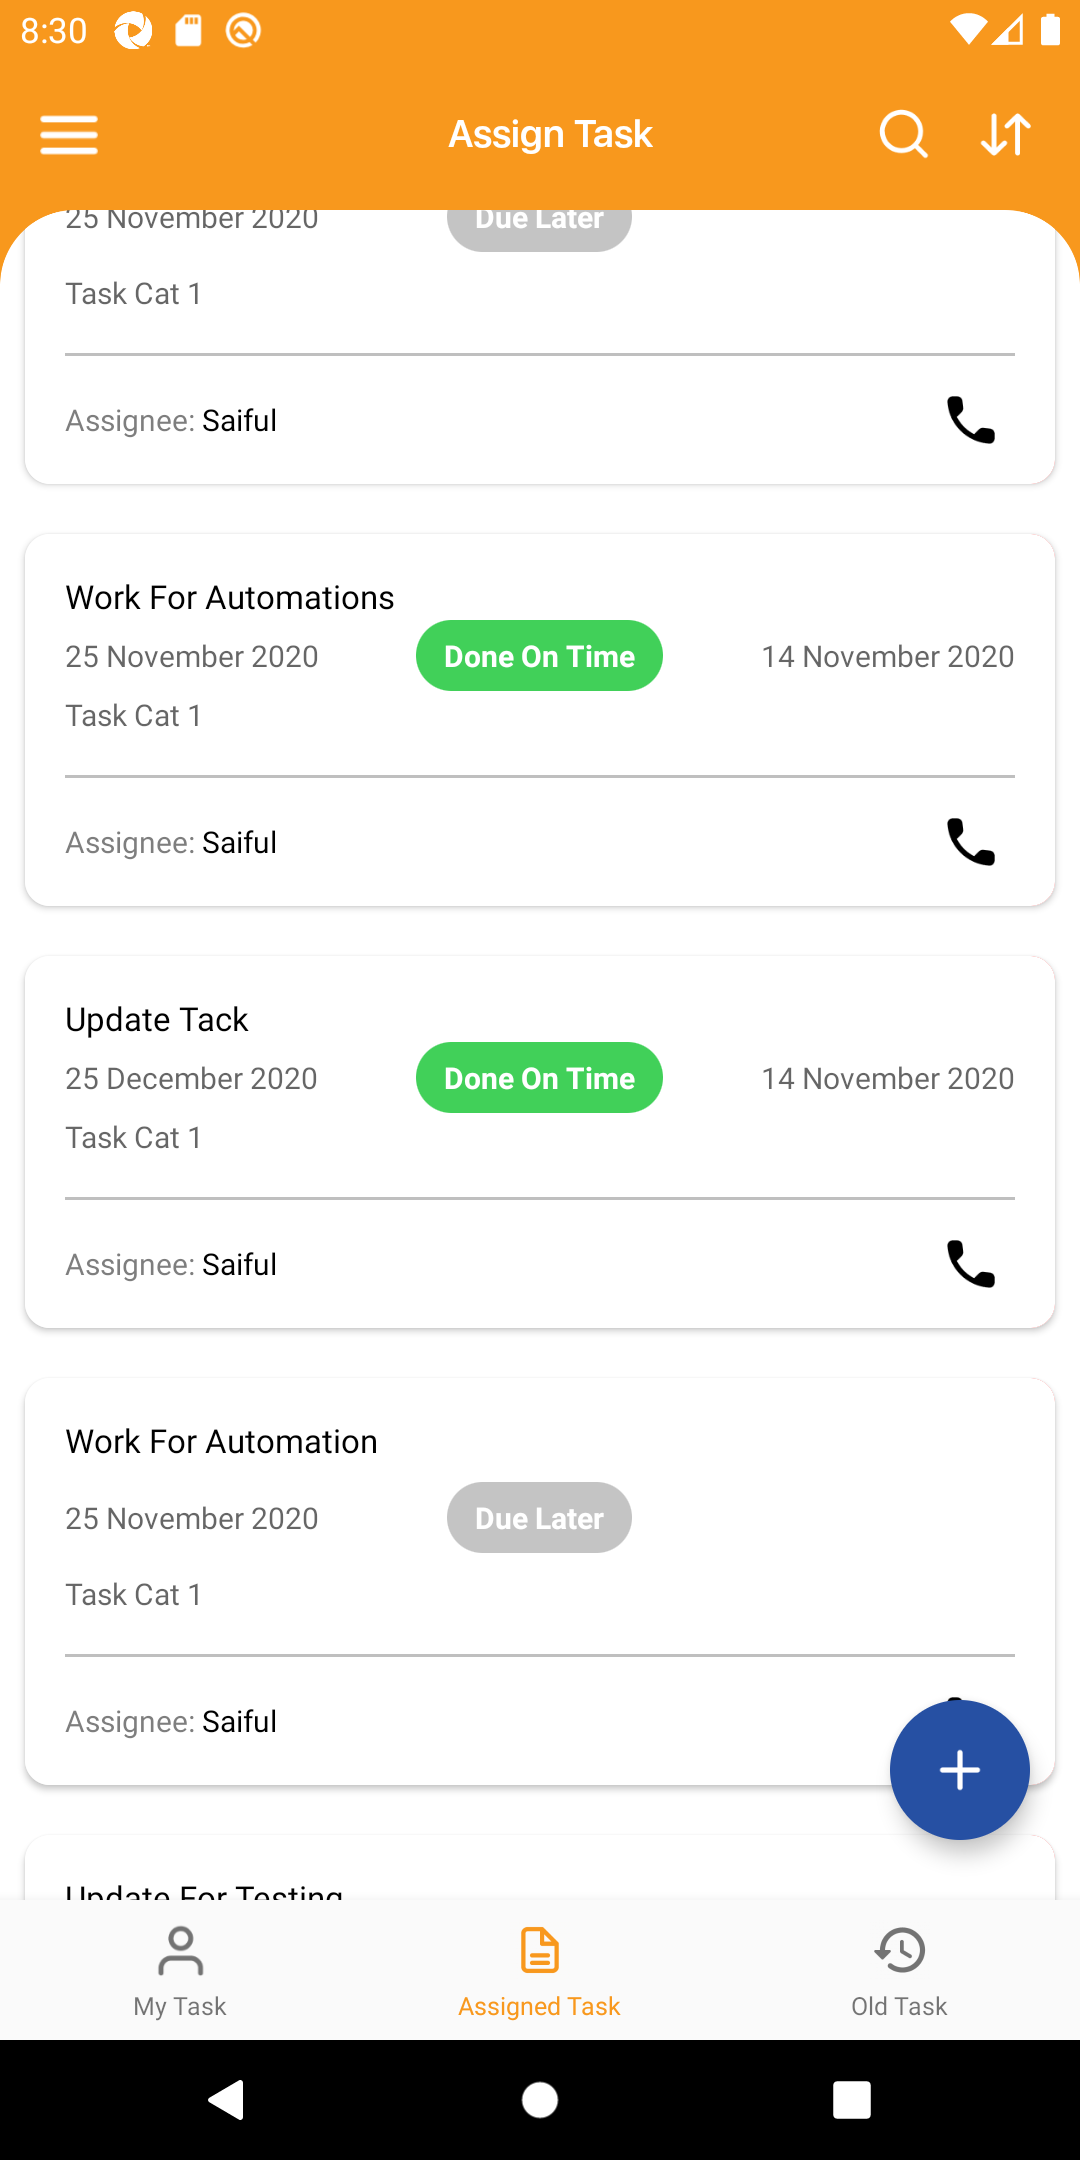 8:30
Assign Task
25 November 2020 Due Later
Task Cat 1
Assignee: Saiful
Work For Automations
25 November 2020 Done On Time 14 November 2020
Task Cat 1
Assignee: Saiful
Update Tack
25 December 2020 Done On Time 14 November 2020
Task Cat 1
Assignee: Saiful
Work For Automation
25 November 2020 Due Later
Task Cat 1
Assignee: Saiful
Update For Testing
My Task Assigned Task Old Task